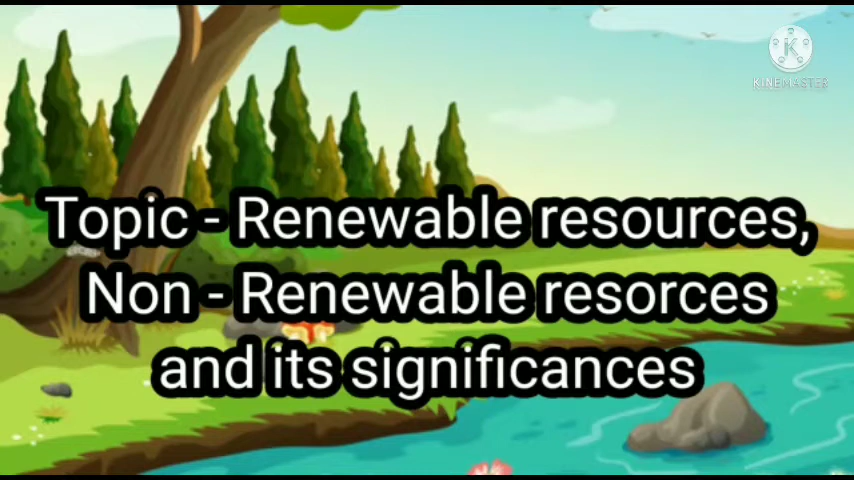 KINEMASTER
Topic - Renewable resources,
Non - Renewable resorces
and its significances